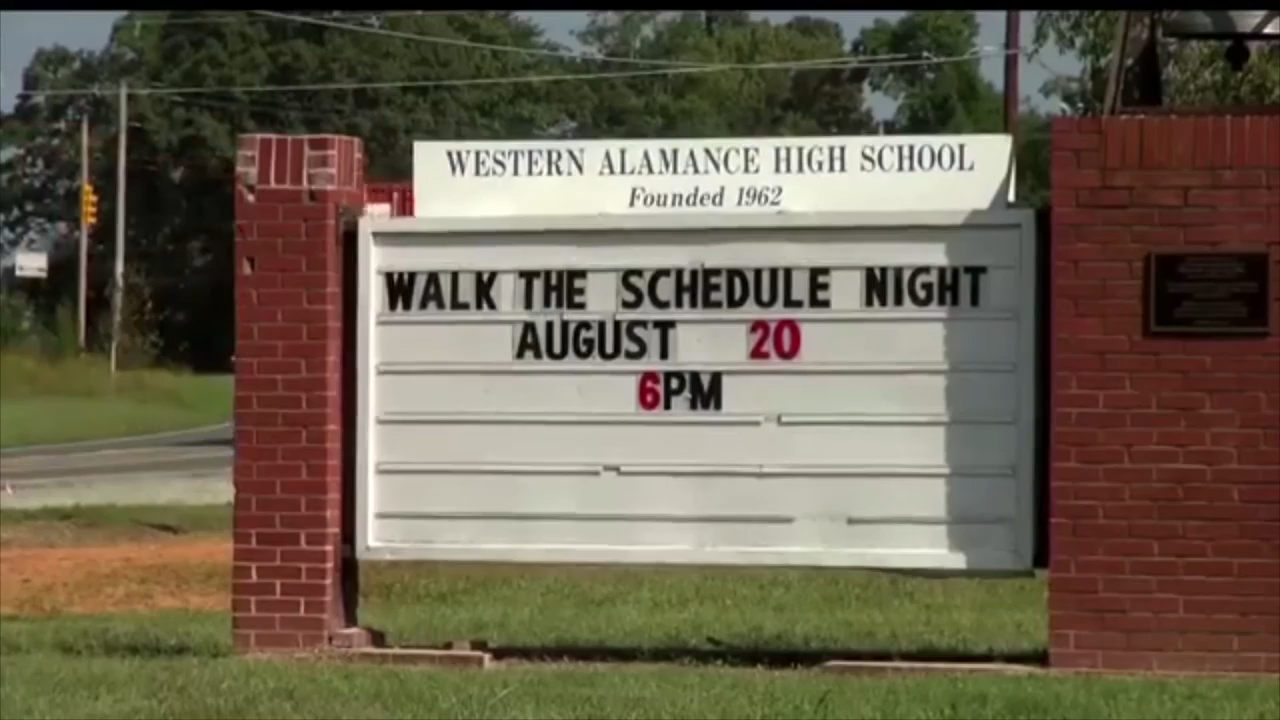 WESTERN ALAMANCE HIGH SCHOOL
Founded 1962
WALK THE SCHEDULE NIGHT
AUGUST 20
6PM